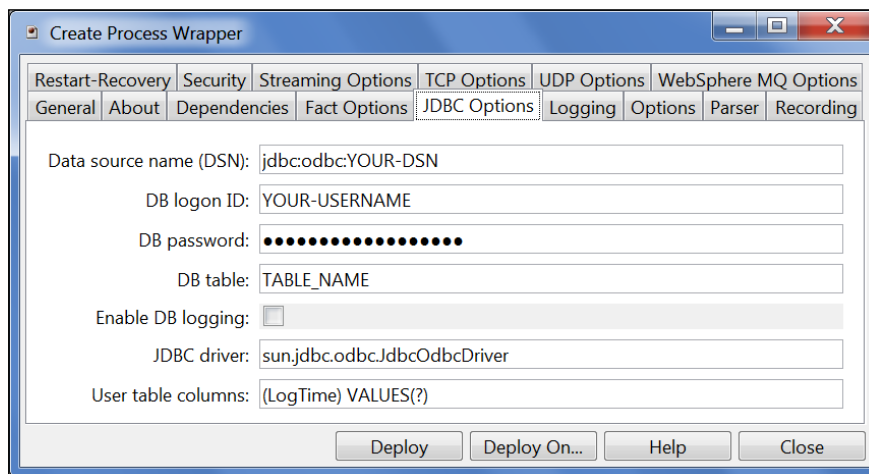 Create Process Wrapper
Restart-Recovery Security Streaming Options TCP Options UDP Options WebSphere MQ Options
General About Dependencies Fact Options JDBC Options Logging Options Parser Recording
Data source name (DSN): jdbc:odbc:YOUR-DSN
DB logon ID: YOUR-USERNAME
DB password: ●●●●●●●●●●●●●●●●●●
DB table: TABLE_NAME
Enable DB logging:
JDBC driver: sun.jdbc.odbc.JdbcOdbcDriver
User table columns: (LogTime) VALUES(?)
Deploy Deploy On... Help Close